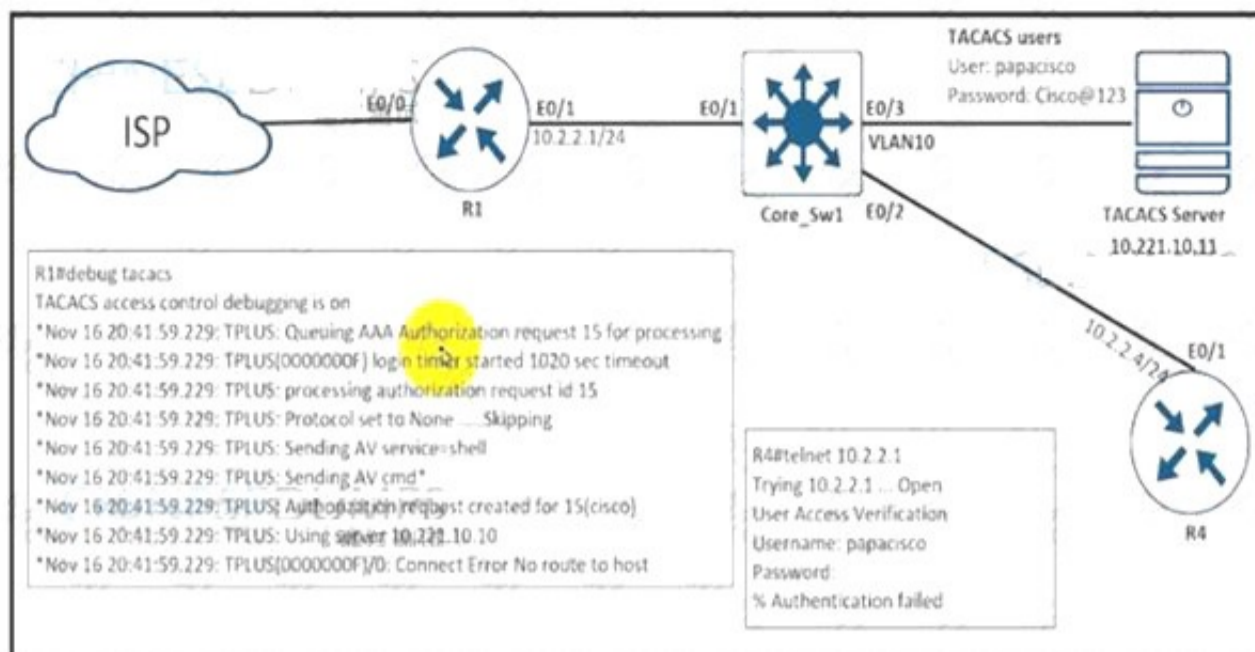 TACACS users
User: papacisco
Password: Cisco@123
ISP
E0/0
E0/1
10.2.2.1/24
R1
E0/1
E0/3
VLAN10
Core_Sw1
E0/2
TACACS Server
10.221.10.11
10.2.2.4/24
E0/1
R4
R1#debug tacacs
TACACS access control debugging is on
*Nov 16 20:41:59.229: TPLUS: Queuing AAA Authorization request 15 for processing
*Nov 16 20:41:59.229: TPLUS(0000000F) login timer started 1020 sec timeout
*Nov 16 20:41:59.229: TPLUS: processing authorization request id 15
*Nov 16 20:41:59.229: TPLUS: Protocol set to None .....Skipping
*Nov 16 20:41:59.229: TPLUS: Sending AV service=shell
*Nov 16 20:41:59.229: TPLUS: Sending AV cmd*
*Nov 16 20:41:59.229: TPLUS: Authorization request created for 15(cisco)
*Nov 16 20:41:59.229: TPLUS: Using server 10.221.10.10
*Nov 16 20:41:59.229: TPLUS(0000000F)/0: Connect Error No route to host
R4#telnet 10.2.2.1
Trying 10.2.2.1 ... Open
User Access Verification
Username: papacisco
Password:
% Authentication failed